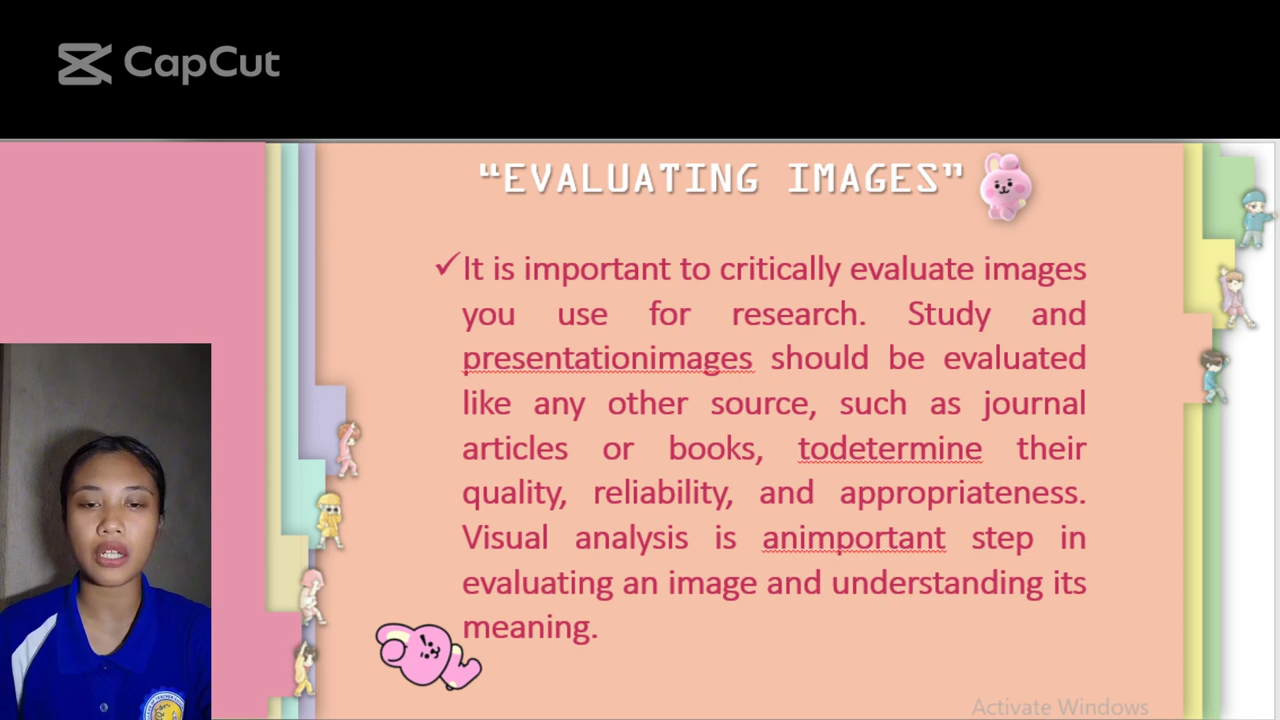 CapCut
“EVALUATING IMAGES”
✓It is important to critically evaluate images
you use for research. Study and
presentationimages should be evaluated
like any other source, such as journal
articles or books, todetermine their
quality, reliability, and appropriateness.
Visual analysis is animportant step in
evaluating an image and understanding its
meaning.
Activate Windows